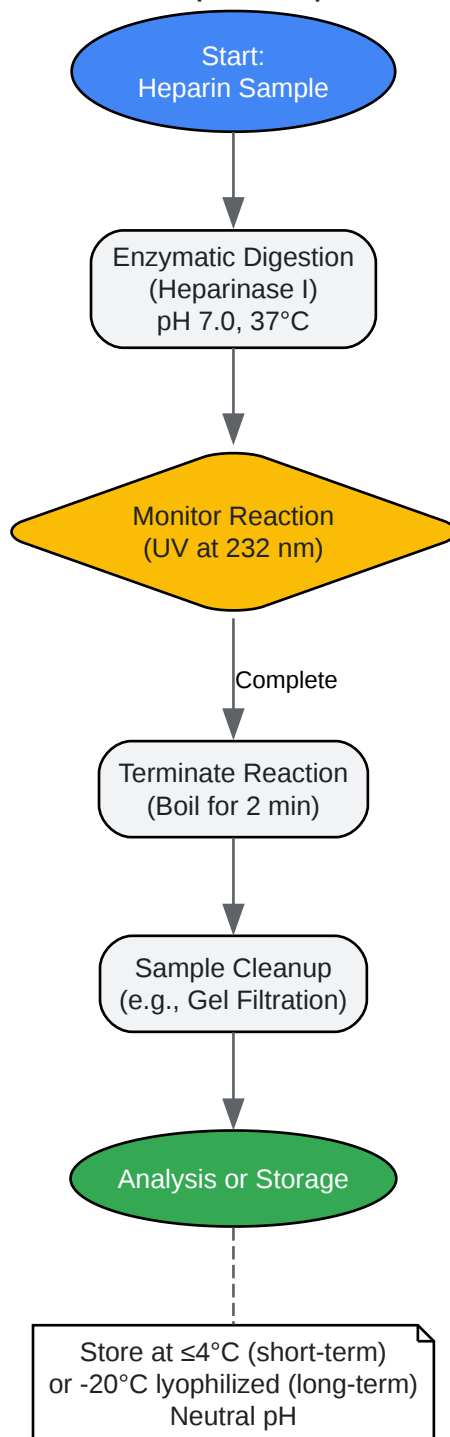 Start:
Heparin Sample
Enzymatic Digestion
(Heparinase I)
pH 7.0, 37°C
Monitor Reaction
(UV at 232 nm)
Complete
Terminate Reaction
(Boil for 2 min)
Sample Cleanup
(e.g., Gel Filtration)
Analysis or Storage
Store at ≤4°C (short-term)
or -20°C lyophilized (long-term)
Neutral pH